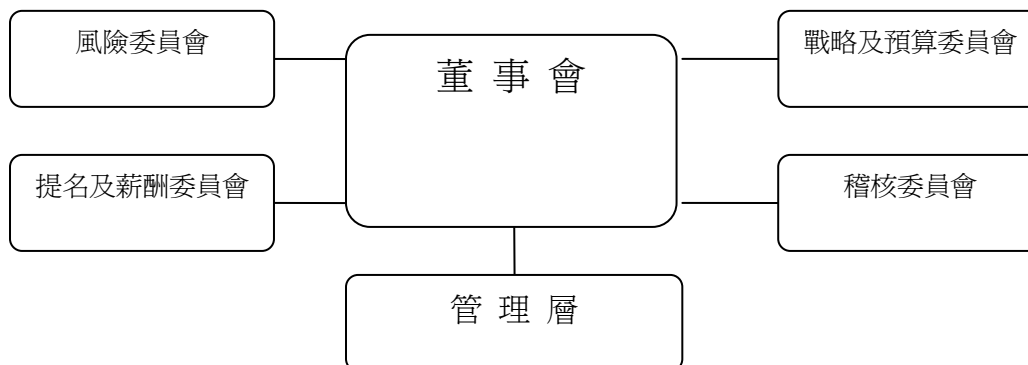 風險委員會
董 事 會
戰略及預算委員會
提名及薪酬委員會
稽核委員會
管 理 層